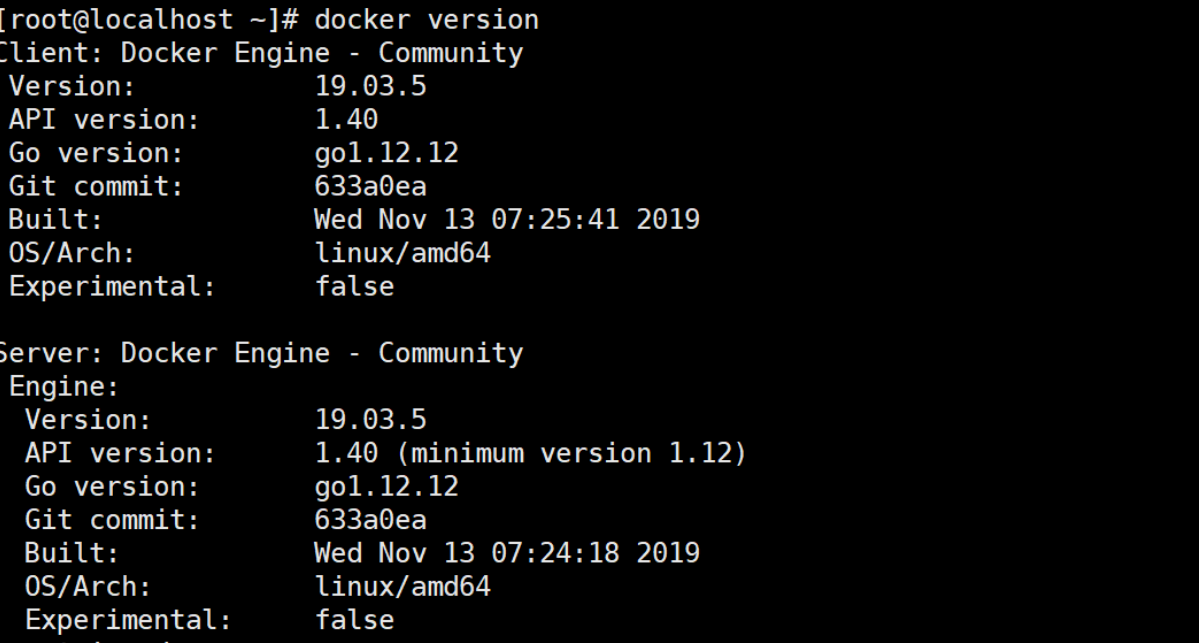 [root@localhost ~]# docker version
Client: Docker Engine - Community
Version: 19.03.5
API version: 1.40
Go version: go1.12.12
Git commit: 633a0ea
Built: Wed Nov 13 07:25:41 2019
OS/Arch: linux/amd64
Experimental: false
Server: Docker Engine - Community
Engine:
Version: 19.03.5
API version: 1.40 (minimum version 1.12)
Go version: go1.12.12
Git commit: 633a0ea
Built: Wed Nov 13 07:24:18 2019
OS/Arch: linux/amd64
Experimental: false